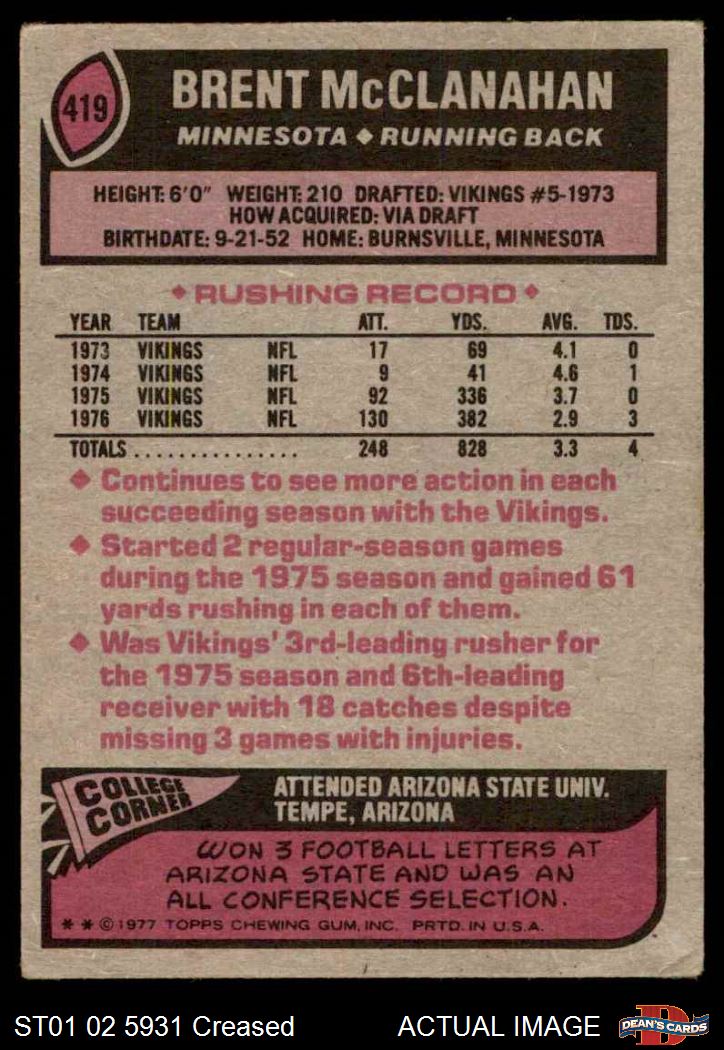 419
BRENT McCLANAHAN
MINNESOTA ◆ RUNNING BACK
HEIGHT: 6'0" WEIGHT: 210 DRAFTED: VIKINGS #5-1973
HOW ACQUIRED: VIA DRAFT
BIRTHDATE: 9-21-52 HOME: BURNSVILLE, MINNESOTA
◆ RUSHING RECORD ◆
YEAR TEAM ATT. YDS. AVG. TDS.
1973 VIKINGS NFL 17 69 4.1 0
1974 VIKINGS NFL 9 41 4.6 1
1975 VIKINGS NFL 92 336 3.7 0
1976 VIKINGS NFL 130 382 2.9 3
TOTALS ............... 248 828 3.3 4
◆ Continues to see more action in each
succeeding season with the Vikings.
◆ Started 2 regular-season games
during the 1975 season and gained 61
yards rushing in each of them.
◆ Was Vikings' 3rd-leading rusher for
the 1975 season and 6th-leading
receiver with 18 catches despite
missing 3 games with injuries.
COLLEGE
CORNER
ATTENDED ARIZONA STATE UNIV.
TEMPE, ARIZONA
WON 3 FOOTBALL LETTERS AT
ARIZONA STATE AND WAS AN
ALL CONFERENCE SELECTION.
* * © 1977 TOPPS CHEWING GUM, INC. PRTD. IN U.S.A.
ST01 02 5931 Creased
ACTUAL IMAGE
D
DEAN'S CARDS